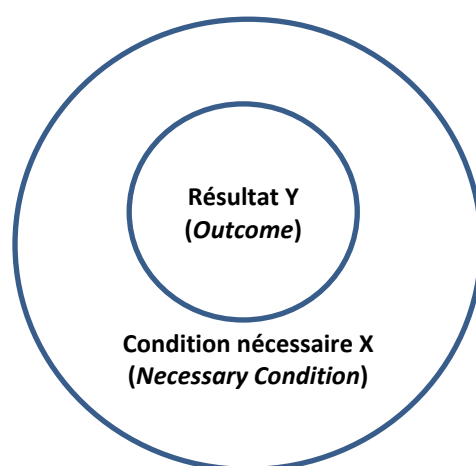 Résultat Y
(Outcome)
Condition nécessaire X
(Necessary Condition)